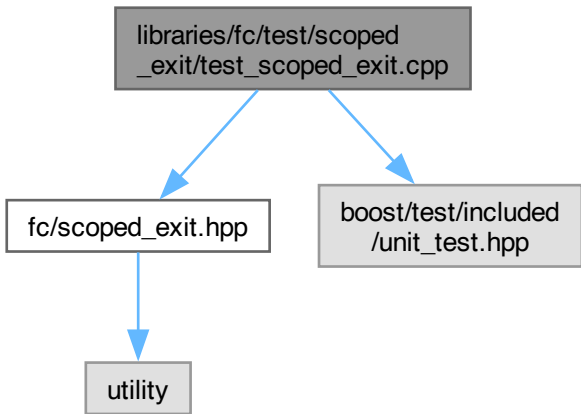 libraries/fc/test/scoped
_exit/test_scoped_exit.cpp
fc/scoped_exit.hpp
boost/test/included
/unit_test.hpp
utility